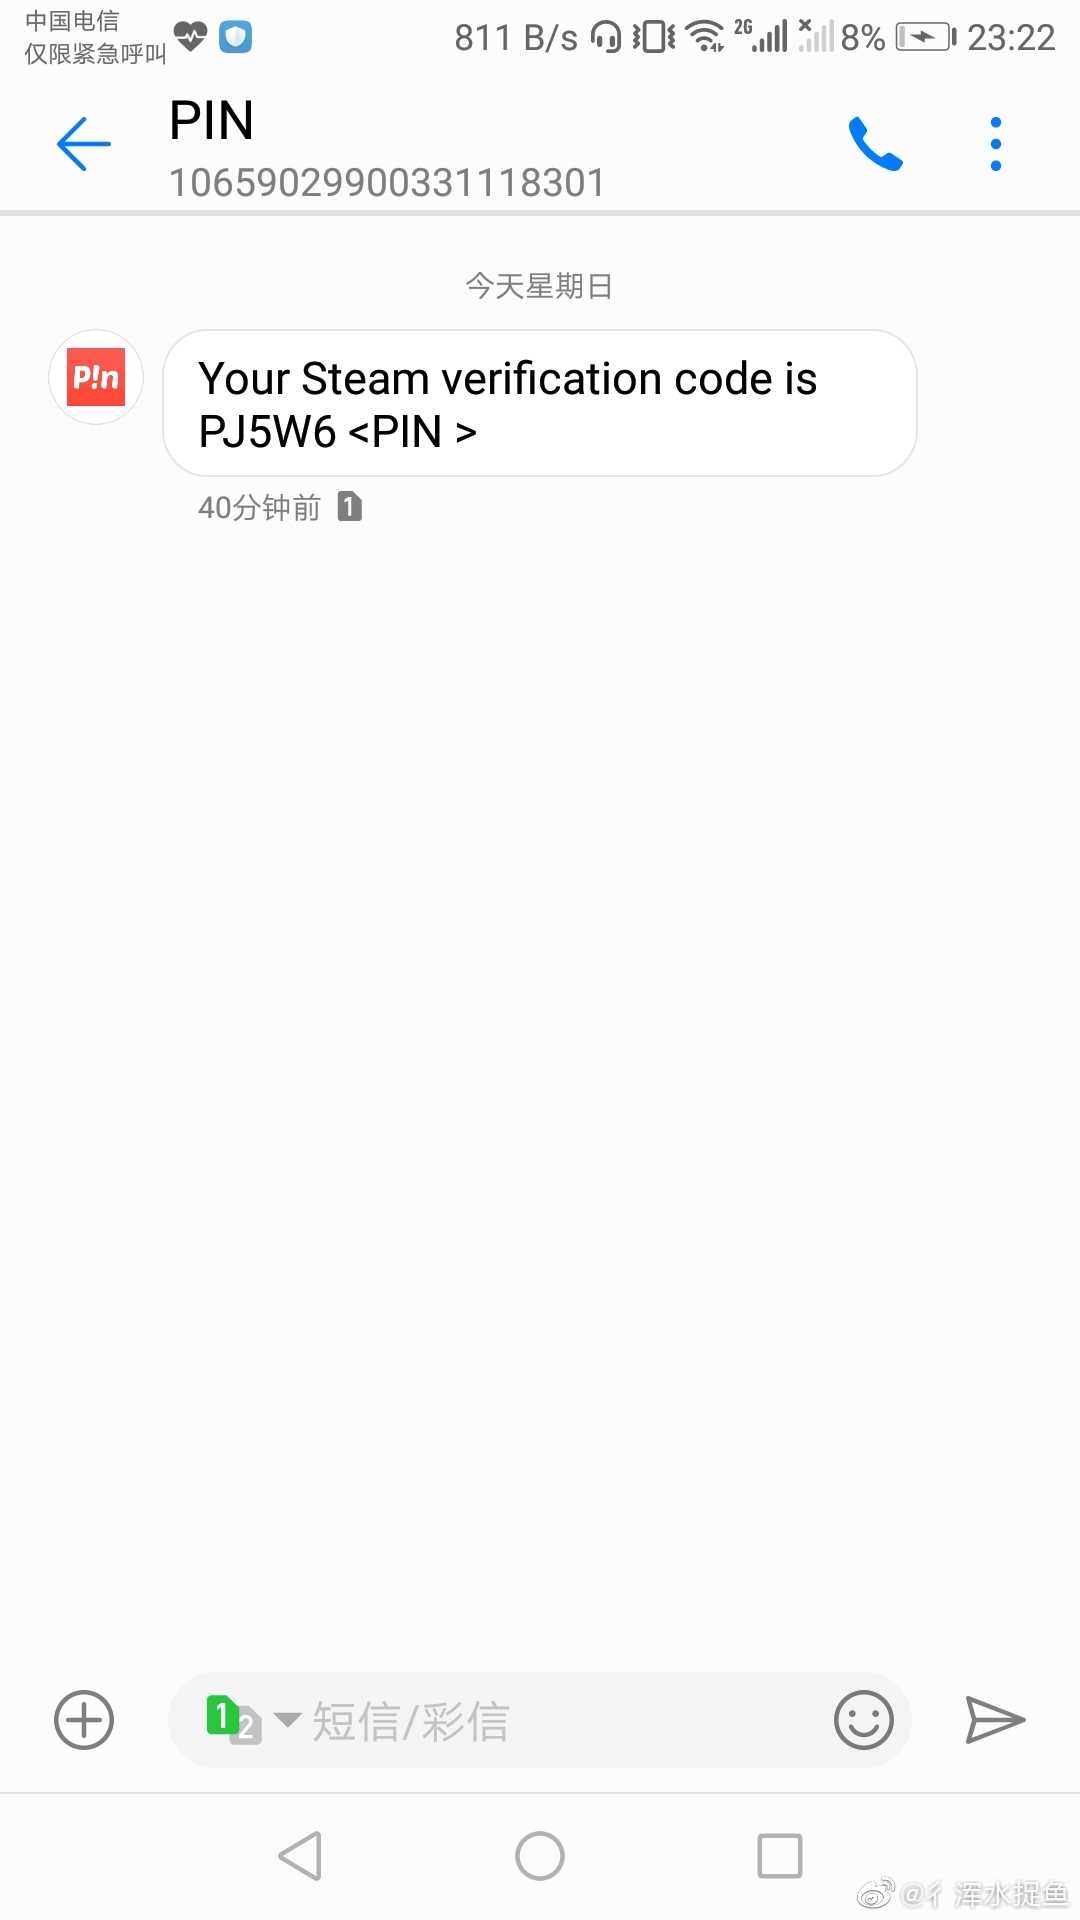 中国电信
仅限紧急呼叫
811 B/s
2G
8%
23:22
PIN
10659029900331118301
今天星期日
P!n
Your Steam verification code is
PJ5W6 <PIN >
40分钟前 1
1
2
短信/彩信
@彳浑水捉鱼